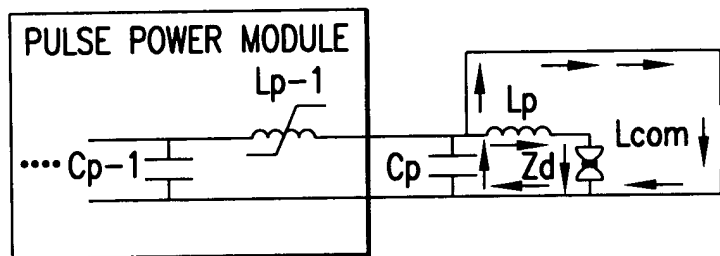 PULSE POWER MODULE
Lp-1
Lp
Lcom
Cp-1
Cp
Zd